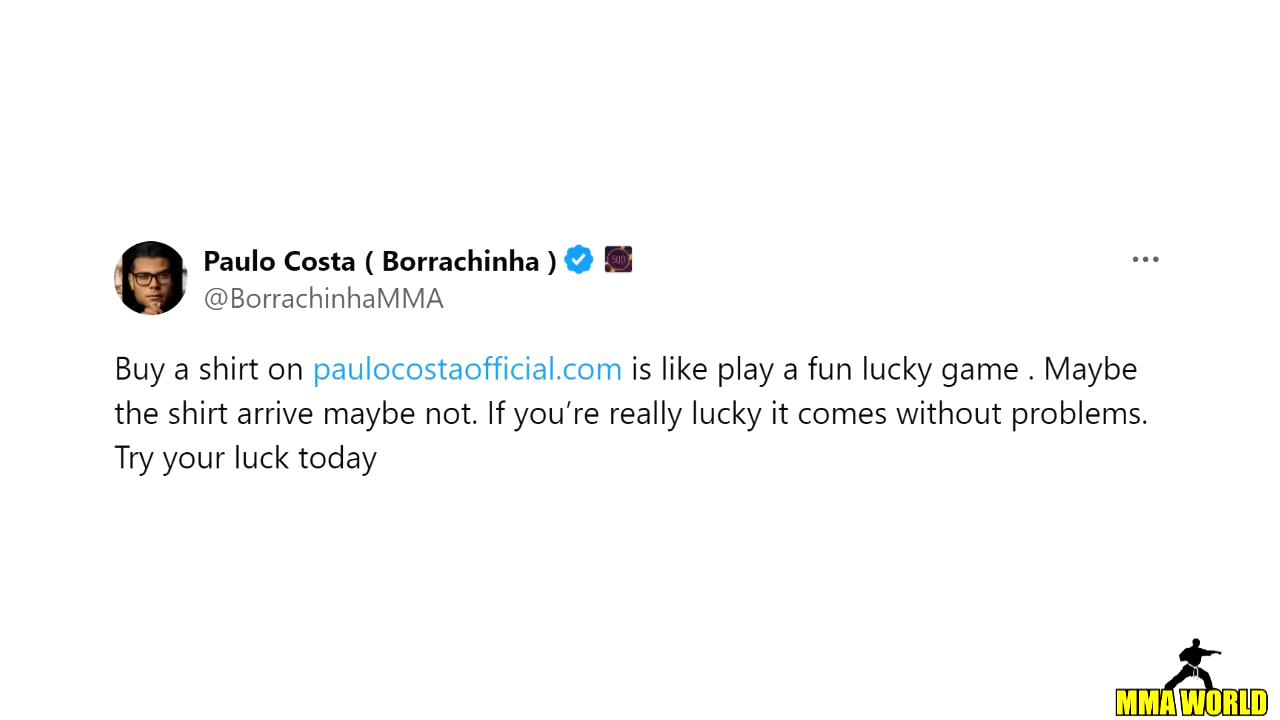 Paulo Costa ( Borrachinha )
500
@BorrachinhaMMA
Buy a shirt on paulocostaofficial.com is like play a fun lucky game . Maybe
the shirt arrive maybe not. If you’re really lucky it comes without problems.
Try your luck today
MMA WORLD